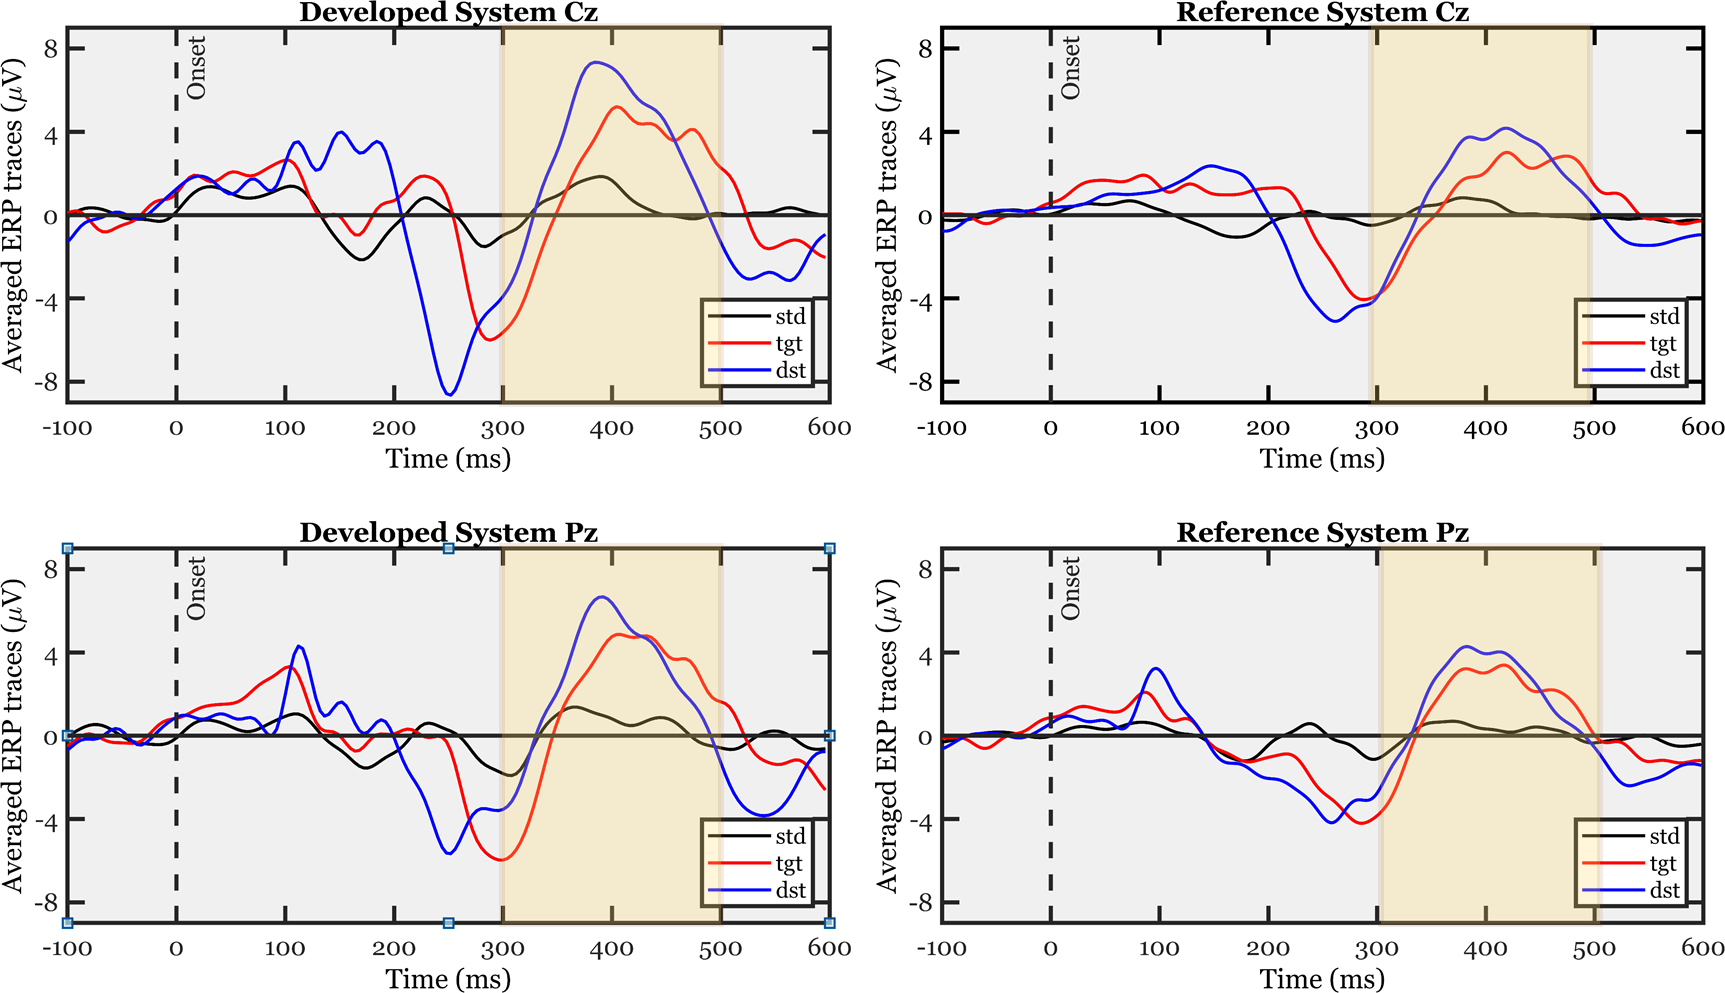 Developed System Cz
Averaged ERP traces (μV)
8
4
0
-4
-8
Onset
std
tgt
dst
-100 0 100 200 300 400 500 600
Time (ms)
Reference System Cz
Averaged ERP traces (μV)
8
4
0
-4
-8
Onset
std
tgt
dst
-100 0 100 200 300 400 500 600
Time (ms)
Developed System Pz
Averaged ERP traces (μV)
8
4
0
-4
-8
Onset
std
tgt
dst
-100 0 100 200 300 400 500 600
Time (ms)
Reference System Pz
Averaged ERP traces (μV)
8
4
0
-4
-8
Onset
std
tgt
dst
-100 0 100 200 300 400 500 600
Time (ms)